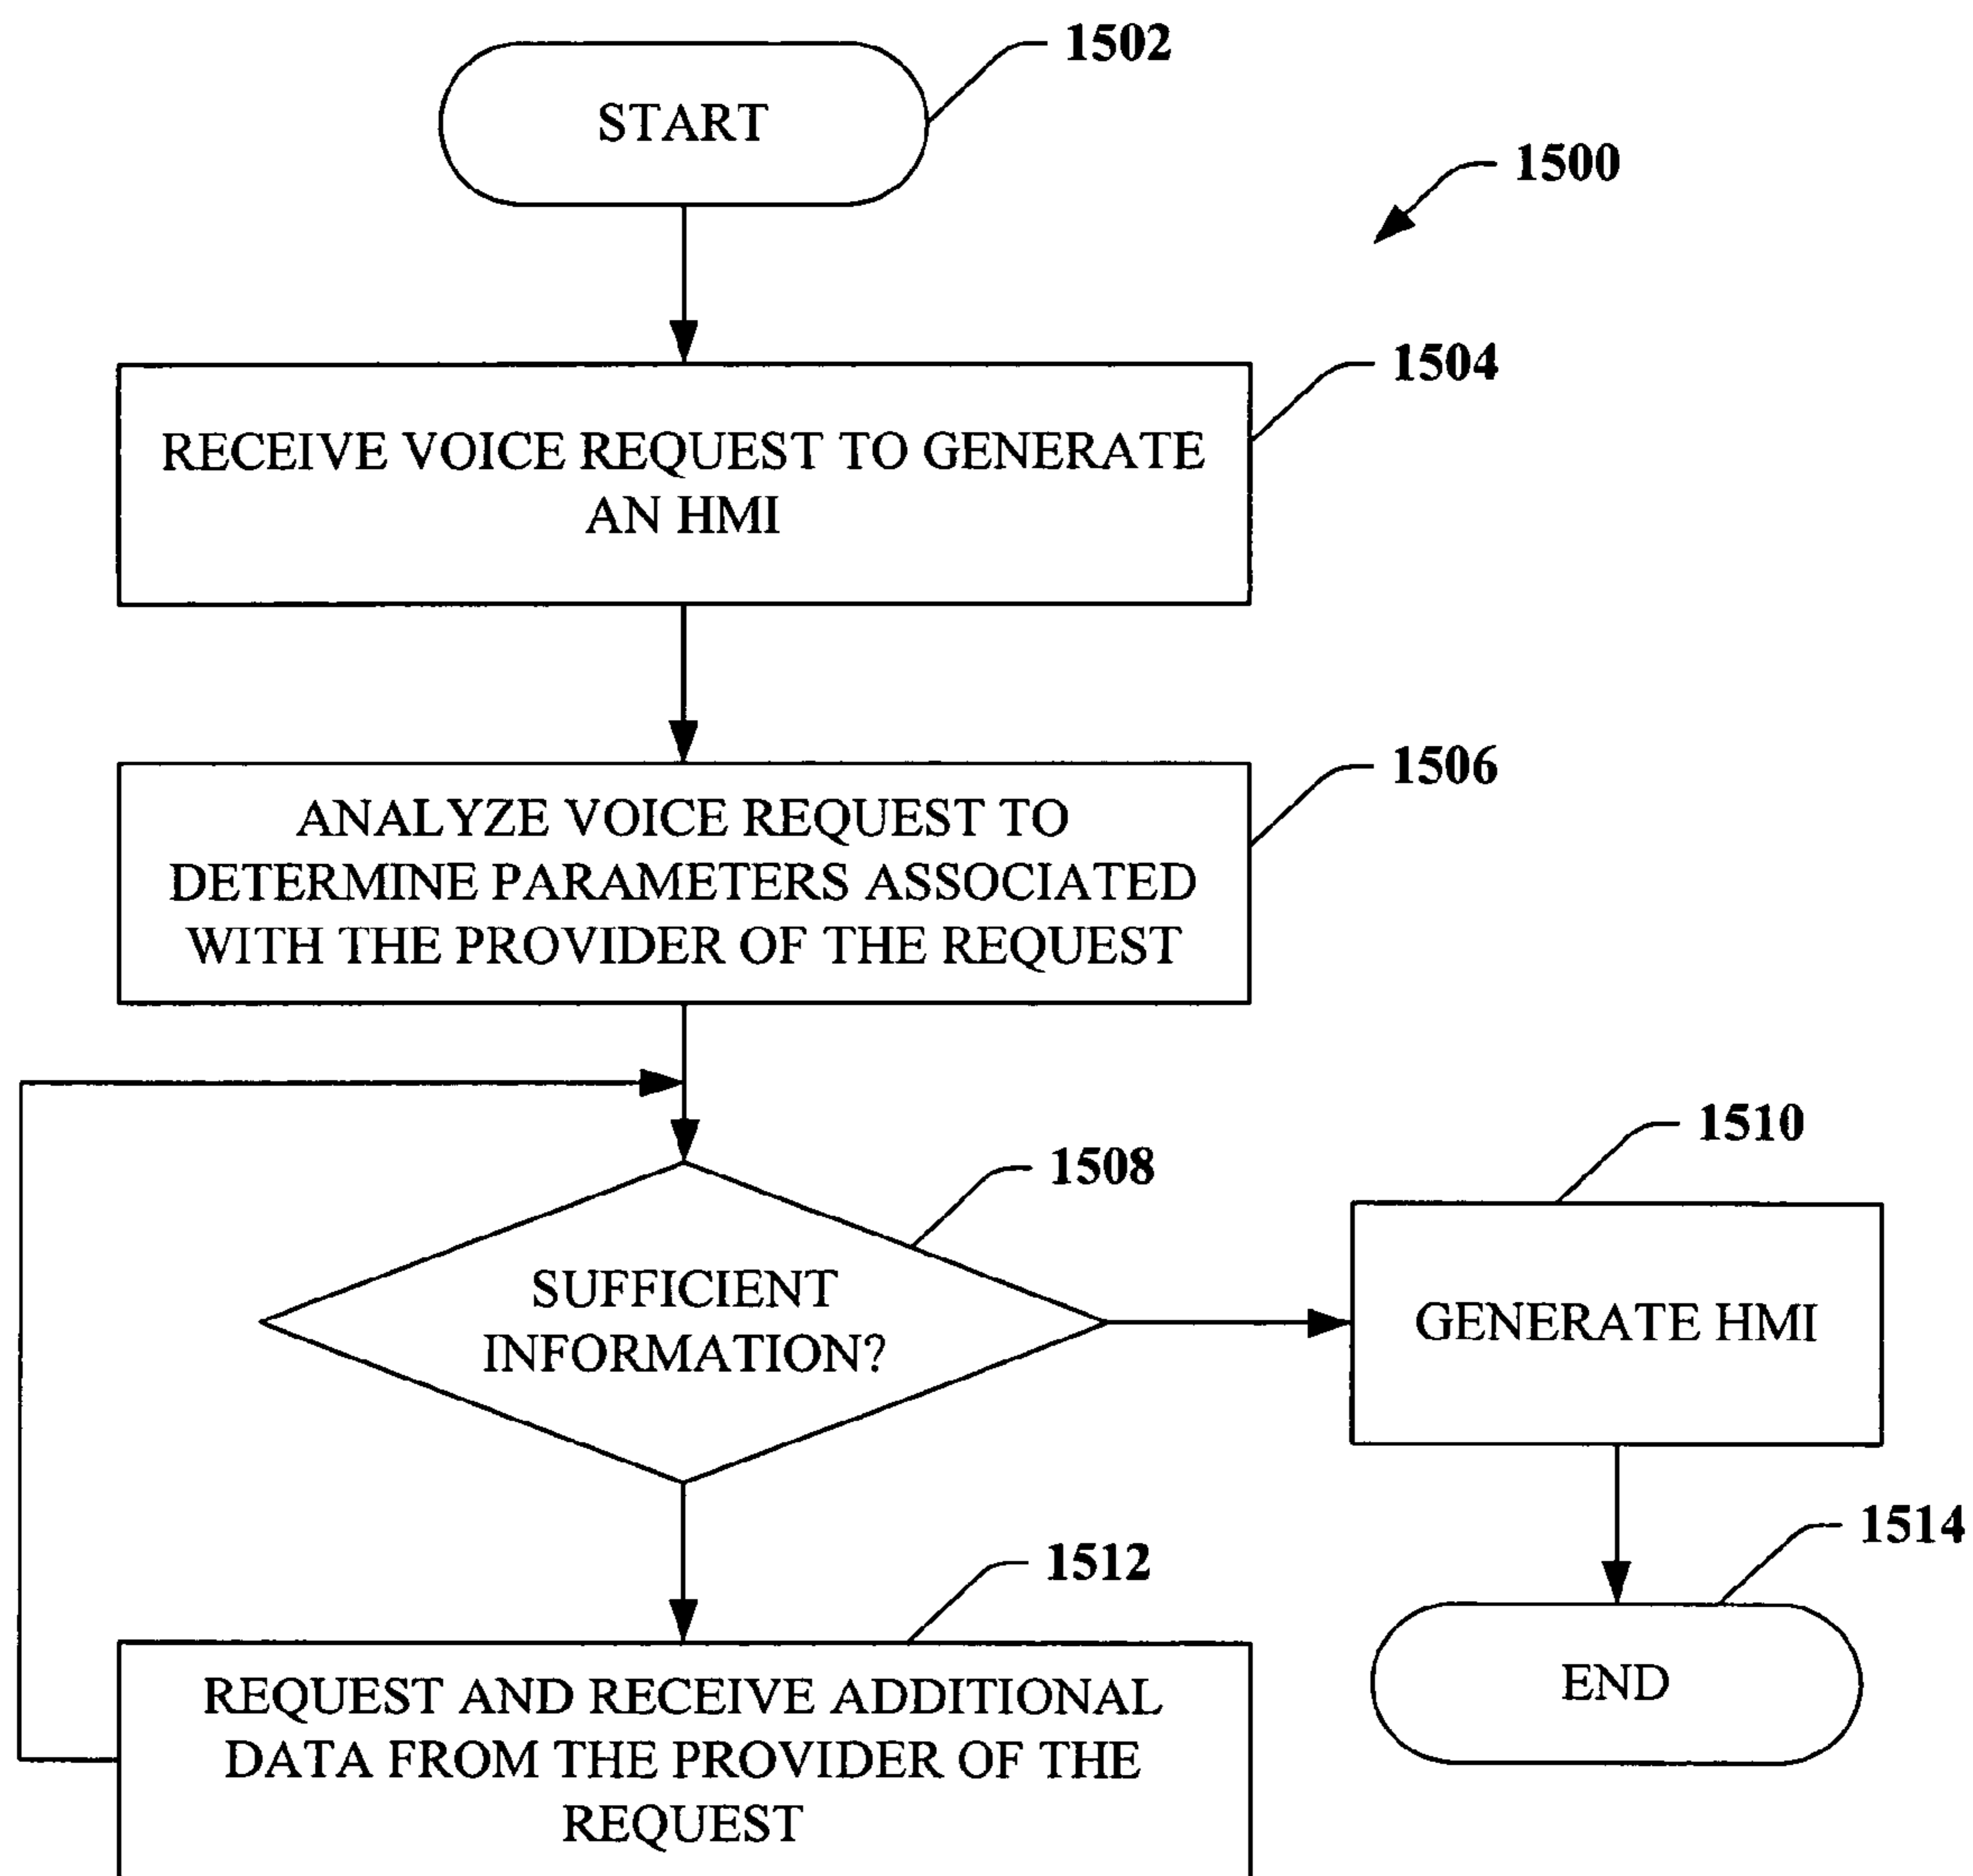 1502
START
1500
1504
RECEIVE VOICE REQUEST TO GENERATE
AN HMI
1506
ANALYZE VOICE REQUEST TO
DETERMINE PARAMETERS ASSOCIATED
WITH THE PROVIDER OF THE REQUEST
1510
1508
SUFFICIENT
INFORMATION?
GENERATE HMI
1514
1512
REQUEST AND RECEIVE ADDITIONAL
DATA FROM THE PROVIDER OF THE
REQUEST
END